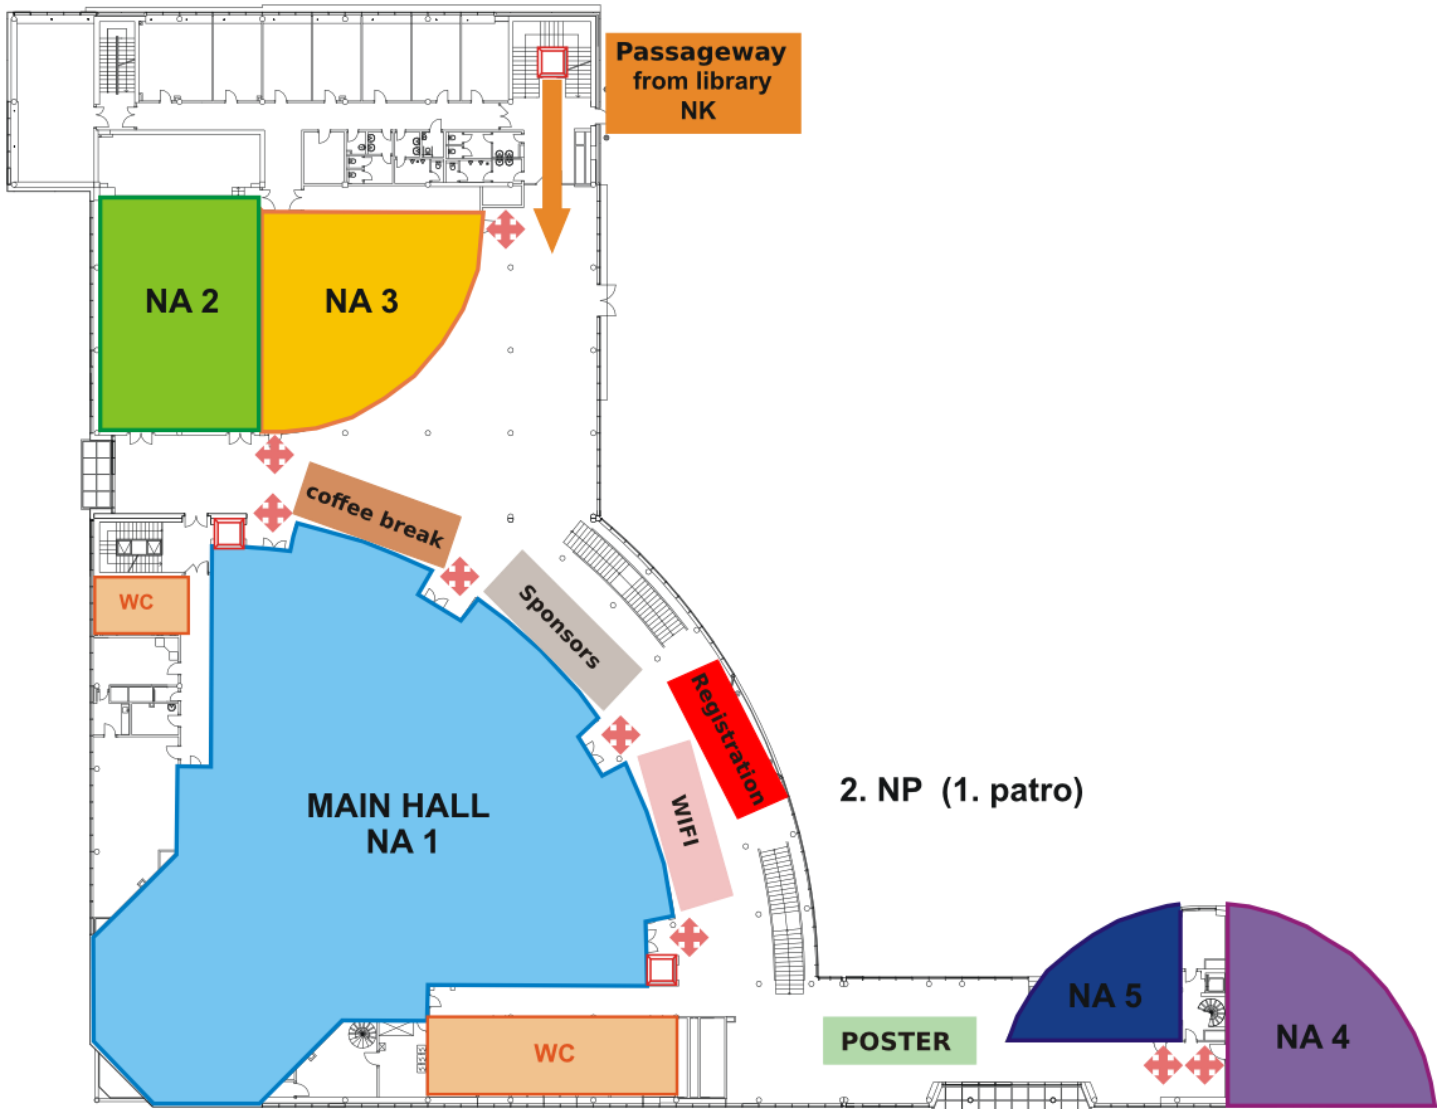 Passageway
from library
NK
NA 2
NA 3
coffee break
Sponsors
WC
Registration
MAIN HALL
NA 1
WIFI
2. NP (1. patro)
NA 5
NA 4
POSTER
WC